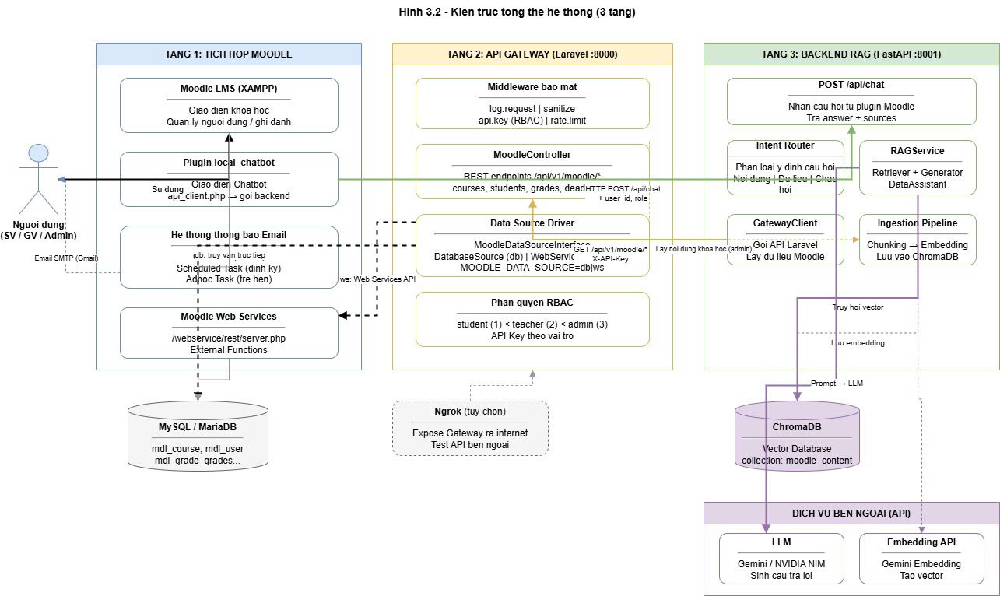 Hinh 3.2 - Kien truc tong the he thong (3 tang)
TANG 1: TICH HOP MOODLE
Moodle LMS (XAMPP)
Giao dien khoa hoc
Quan ly nguoi dung / ghi danh
Plugin local_chatbot
Giao dien Chatbot
api_client.php → goi backend
Su dung
Nguoi dung
(SV / GV / Admin)
Email SMTP (Gmail)
He thong thong bao Email
db: truy van truc tiep
Scheduled Task (dinh ky)
Adhoc Task (tre hen)
Moodle Web Services
/webservice/rest/server.php
External Functions
MySQL / MariaDB
mdl_course, mdl_user
mdl_grade_grades...
TANG 2: API GATEWAY (Laravel :8000)
Middleware bao mat
log.request | sanitize
api.key (RBAC) | rate.limit
MoodleController
REST endpoints /api/v1/moodle/*
courses, students, grades,
HTTP POST /api/chat
+ user_id, role
Data Source Driver
MoodleDataSourceInterface
DatabaseSource (db) |
MOODLE_DATA_SOURCE=db|ws
GET /api/v1/moodle/*
X-API-Key
ws: Web Services API
Phan quyen RBAC
student (1) < teacher (2) < admin (3)
API Key theo vai tro
Ngrok (tuy chon)
Expose Gateway ra internet
Test API ben ngoai
TANG 3: BACKEND RAG (FastAPI :8001)
POST /api/chat
Nhan cau hoi tu plugin Moodle
Tra answer + sources
Intent Router
Phan loai y dinh cau hoi
Noi dung | Du lieu | Chao
hoi
RAGService
Retriever + Generator
DataAssistant
GatewayClient
Goi API Laravel
Lay du lieu Moodle
Lay noi dung khoa hoc (admin)
Ingestion Pipeline
Chunking → Embedding
Luu vao ChromaDB
Truy hoi vector
Luu embedding
Prompt → LLM
ChromaDB
Vector Database
collection: moodle_content
DICH VU BEN NGOAI (API)
LLM
Gemini / NVIDIA NIM
Sinh cau tra loi
Embedding API
Gemini Embedding
Tao vector